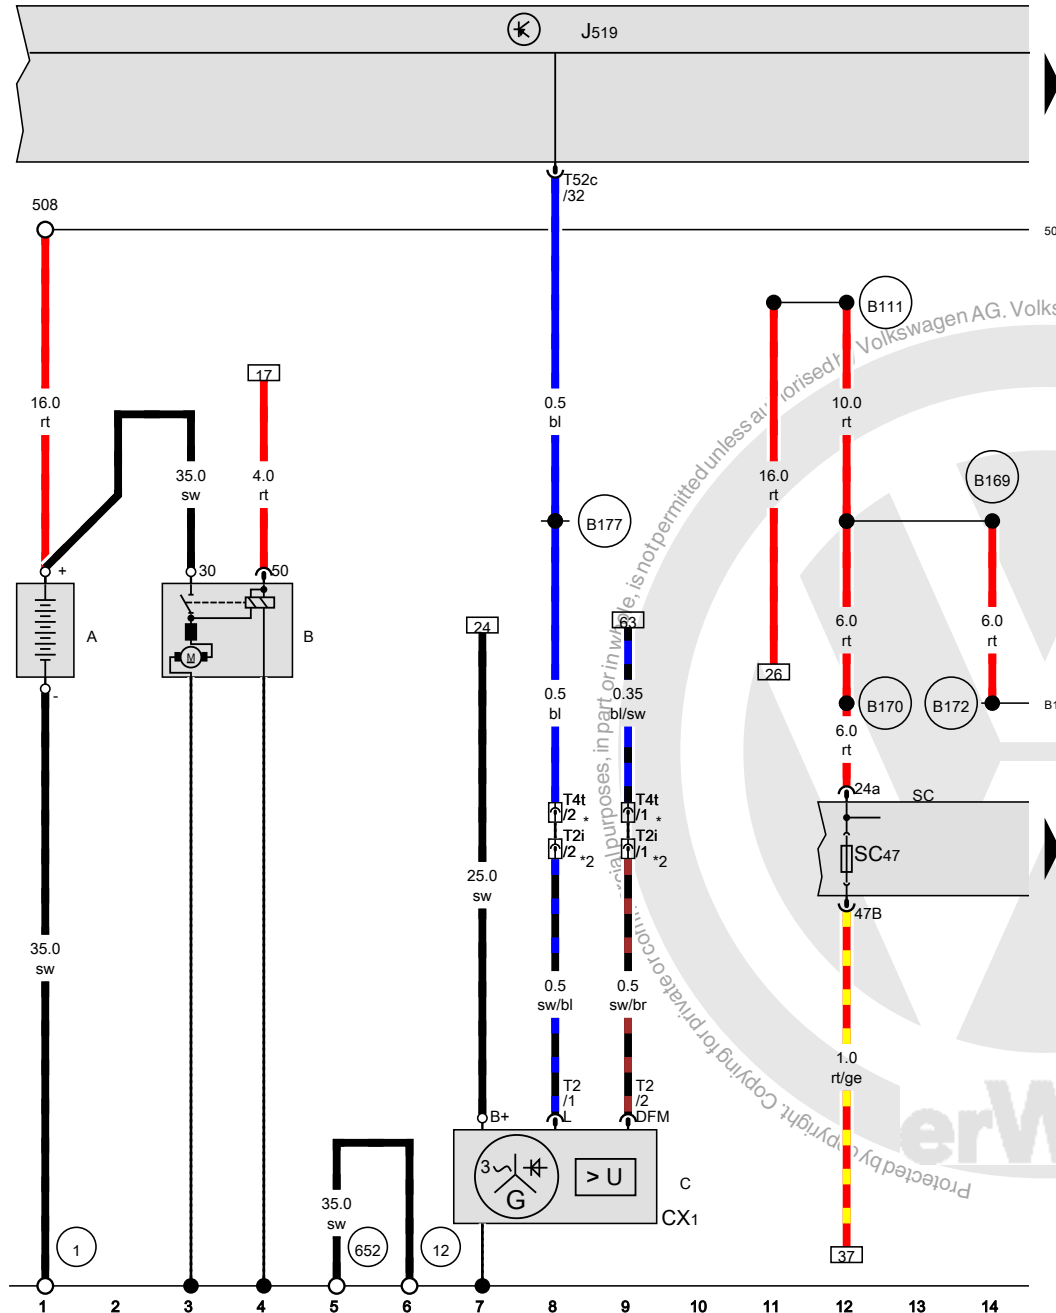 J519
T52c
/32
508
50
B111
17
16.0
rt
35.0
sw
4.0
rt
0.5
bl
10.0
rt
16.0
rt
B169
B177
+
30
50
A
B
M
-
24
63
6.0
rt
6.0
rt
26
0.5
bl
0.35
bl/sw
B170
B172
B1
6.0
rt
24a
SC
T4t
/2 *
T4t
/1 *
T2i
/2 *2
T2i
/1 *2
SC47
25.0
sw
47B
35.0
sw
0.5
sw/bl
0.5
sw/br
1.0
rt/ge
T2
/1
T2
/2
B+
L
DFM
3
G
> U
C
CX1
35.0
sw
1
652
12
37
1 2 3 4 5 6 7 8 9 10 11 12 13 14
Protected by copyright. Copying for private or
purposes, in part or in whole, is not permitted unless
Volkswagen AG. Volks
erW